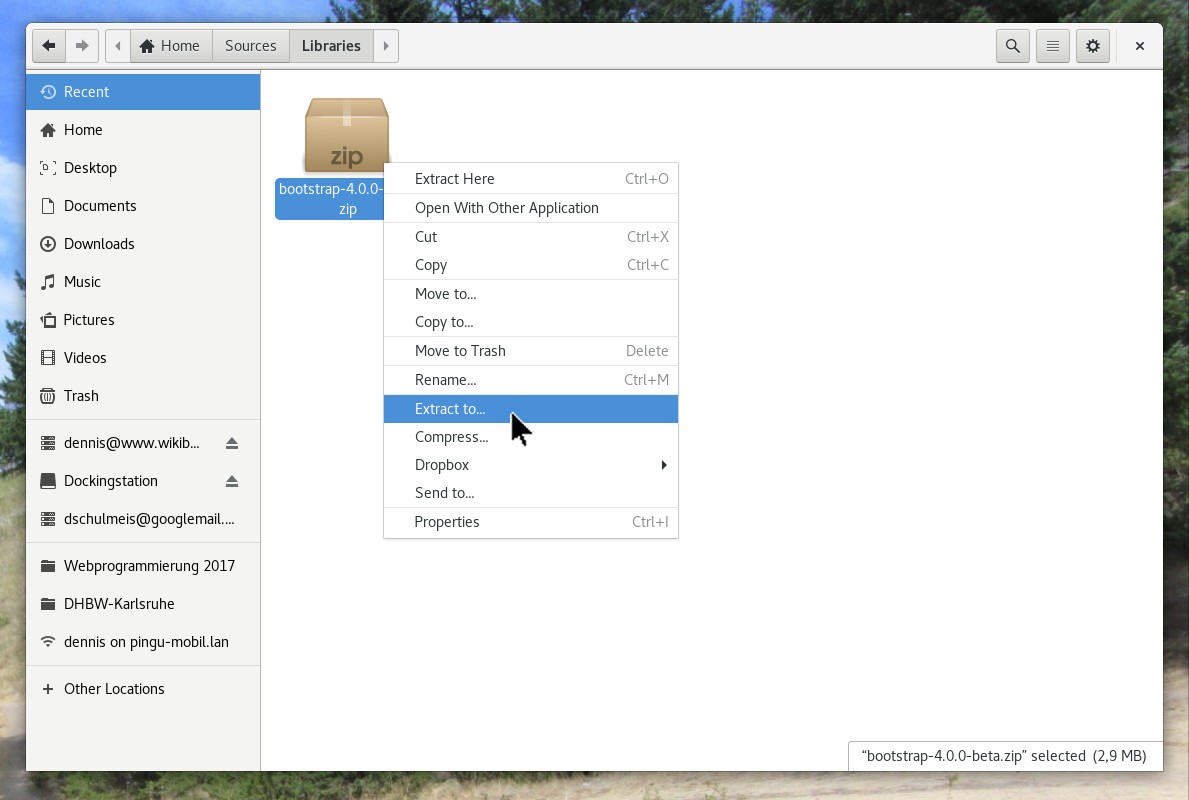 Home
Sources
Libraries
Recent
Home
Desktop
Documents
Downloads
Music
Pictures
Videos
Trash
dennis@www.wikib...
Dockingstation
dschulmeis@googlemail....
Webprogrammierung 2017
DHBW-Karlsruhe
dennis on pingu-mobil.lan
Other Locations
zip
bootstrap-4.0.0-
zip
Extract Here Ctrl+O
Open With Other Application
Cut Ctrl+X
Copy Ctrl+C
Move to...
Copy to...
Move to Trash Delete
Rename... Ctrl+M
Extract to...
Compress...
Dropbox
Send to...
Properties Ctrl+I
“bootstrap-4.0.0-beta.zip” selected (2,9 MB)